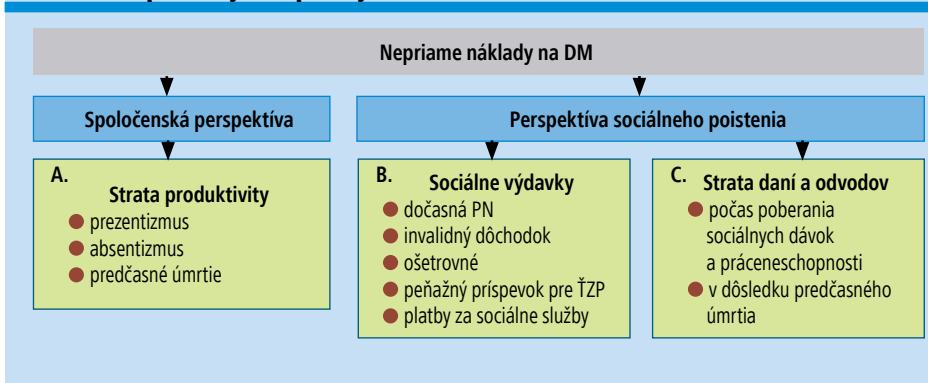 Nepriame náklady na DM
Spoločenská perspektíva
Perspektíva sociálneho poistenia
A.
Strata produktivity
● prezentizmus
● absentizmus
● predčasné úmrtie
B.
Sociálne výdavky
● dočasná PN
● invalidný dôchodok
● ošetrovné
● peňažný príspevok pre ŤZP
● platby za sociálne služby
C.
Strata daní a odvodov
● počas poberania
sociálnych dávok
a práceneschopnosti
● v dôsledku predčasného
úmrtia